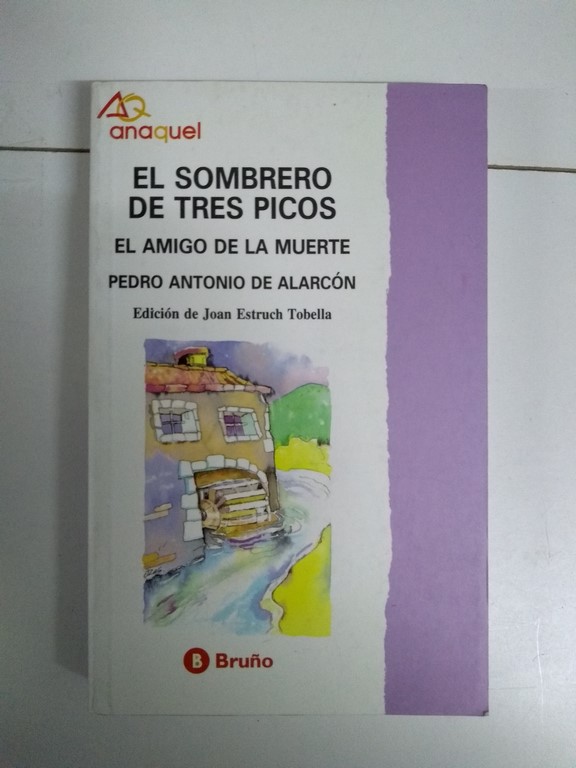 AQ
anaquel
EL SOMBRERO
DE TRES PICOS
EL AMIGO DE LA MUERTE
PEDRO ANTONIO DE ALARCÓN
Edición de Joan Estruch Tobella
B Bruño